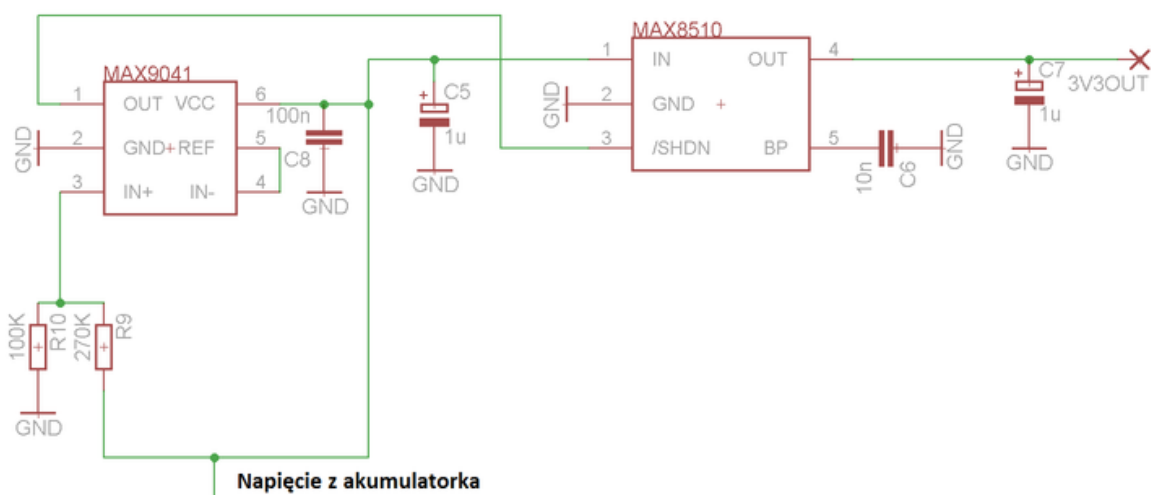 MAX9041
1
OUT
VCC
6
GND
2
GND
REF
5
3
IN+
IN-
4
100n
C8
GND
C5
1u
GND
100K
R10
270K
R9
GND
Napięcie z akumulatorka
MAX8510
1
IN
OUT
4
GND
2
GND
3
/SHDN
BP
5
10n
C6
GND
C7
1u
GND
3V3OUT